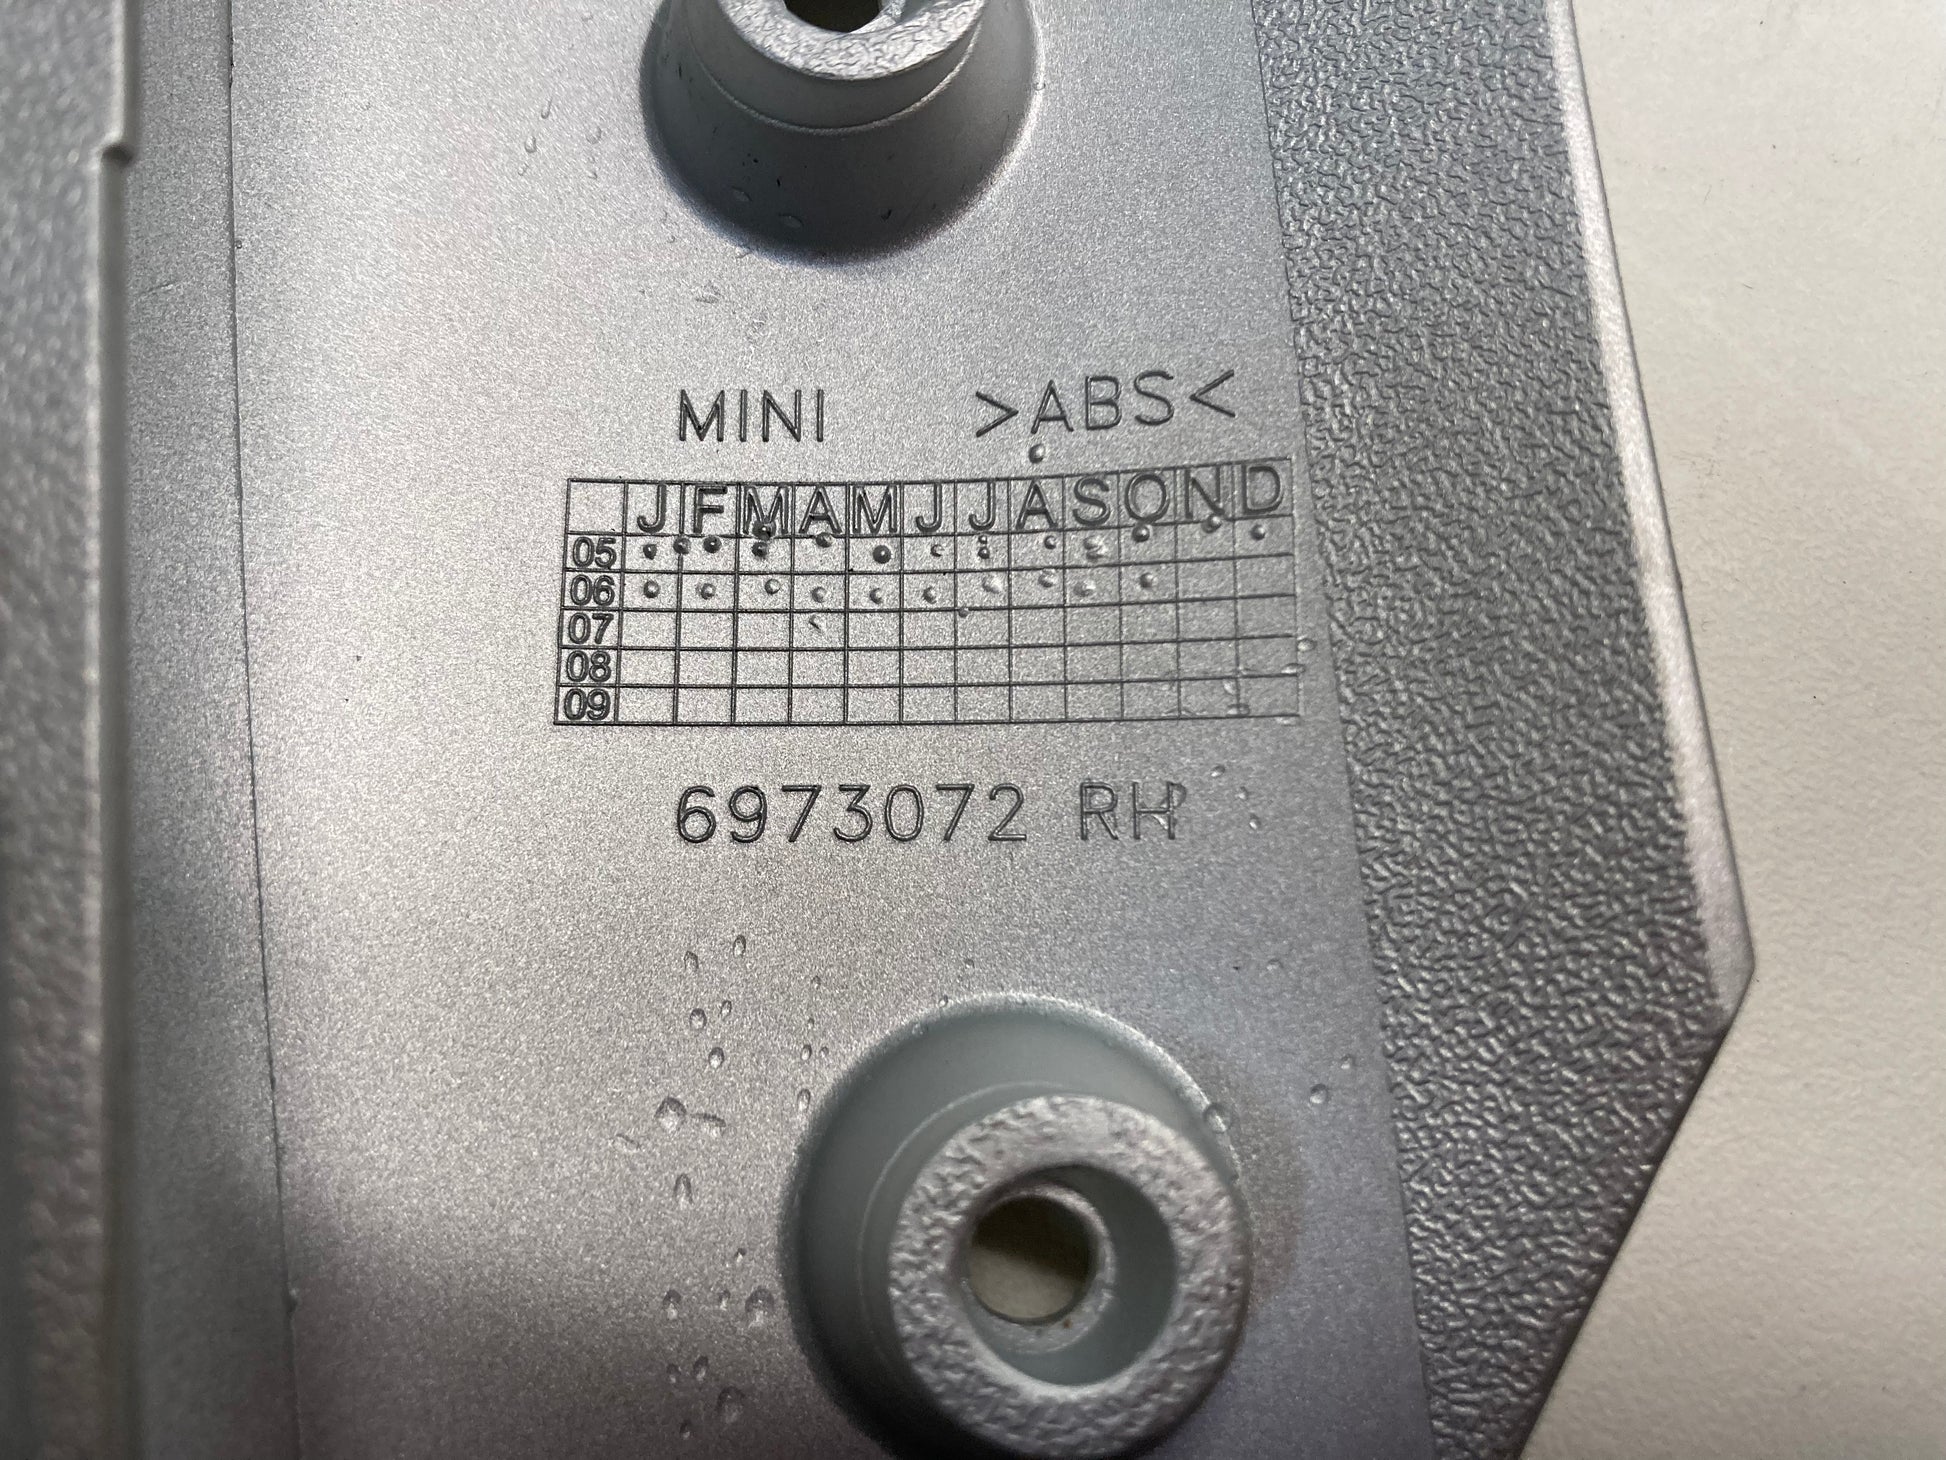 MINI >ABS<
J F M A M J J A S O N D
05
06
07
08
09
6973072 RH